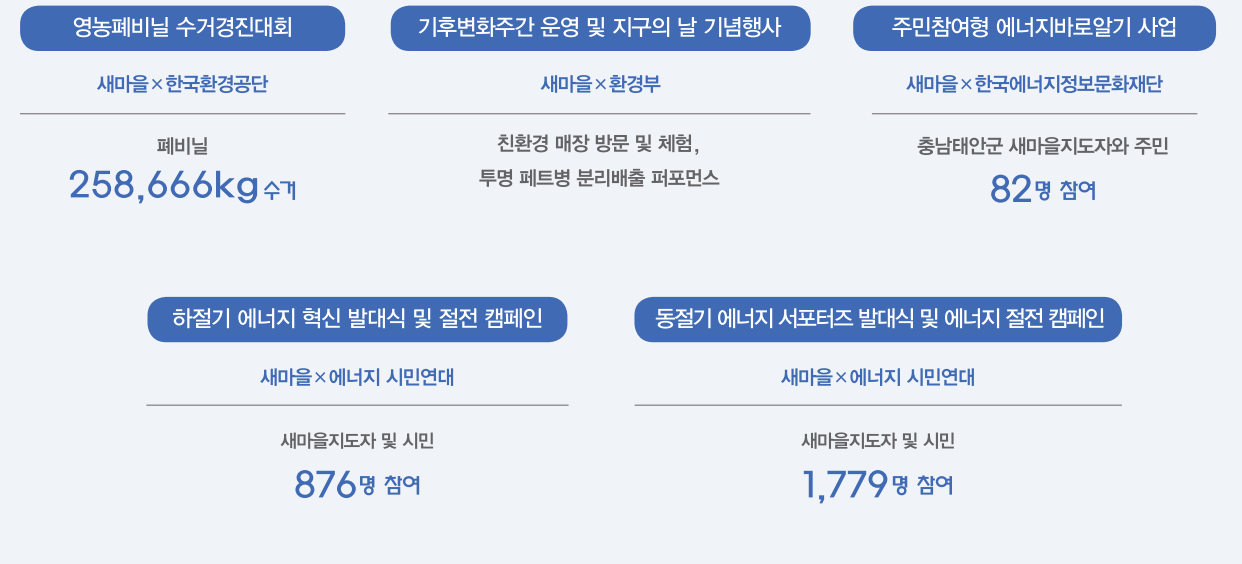 영농폐비닐 수거경진대회
새마을×한국환경공단
폐비닐
258,666kg 수거
기후변화주간 운영 및 지구의 날 기념행사
새마을×환경부
친환경 매장 방문 및 체험,
투명 페트병 분리배출 퍼포먼스
주민참여형 에너지바로알기 사업
새마을×한국에너지정보문화재단
충남태안군 새마을지도자와 주민
82명 참여
하절기 에너지 혁신 발대식 및 절전 캠페인
새마을×에너지 시민연대
새마을지도자 및 시민
876명 참여
동절기 에너지 서포터즈 발대식 및 에너지 절전 캠페인
새마을×에너지 시민연대
새마을지도자 및 시민
1,779명 참여